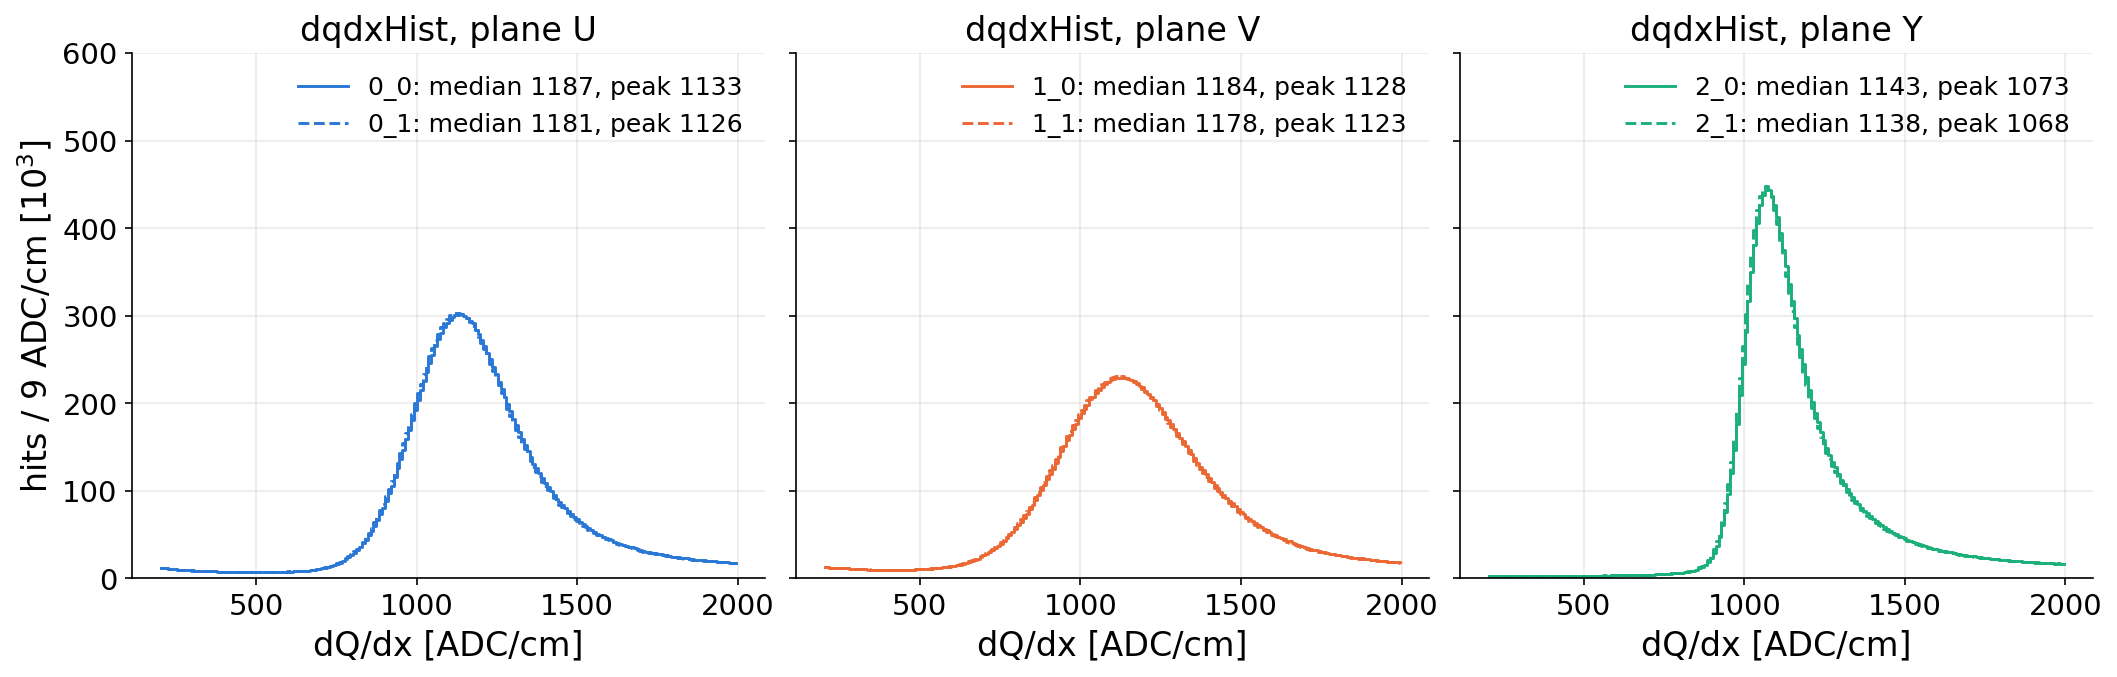 dqdxHist, plane U
0_0: median 1187, peak 1133
0_1: median 1181, peak 1126
hits / 9 ADC/cm [10³]
600
500
400
300
200
100
0
500 1000 1500 2000
dQ/dx [ADC/cm]
dqdxHist, plane V
1_0: median 1184, peak 1128
1_1: median 1178, peak 1123
500 1000 1500 2000
dQ/dx [ADC/cm]
dqdxHist, plane Y
2_0: median 1143, peak 1073
2_1: median 1138, peak 1068
500 1000 1500 2000
dQ/dx [ADC/cm]